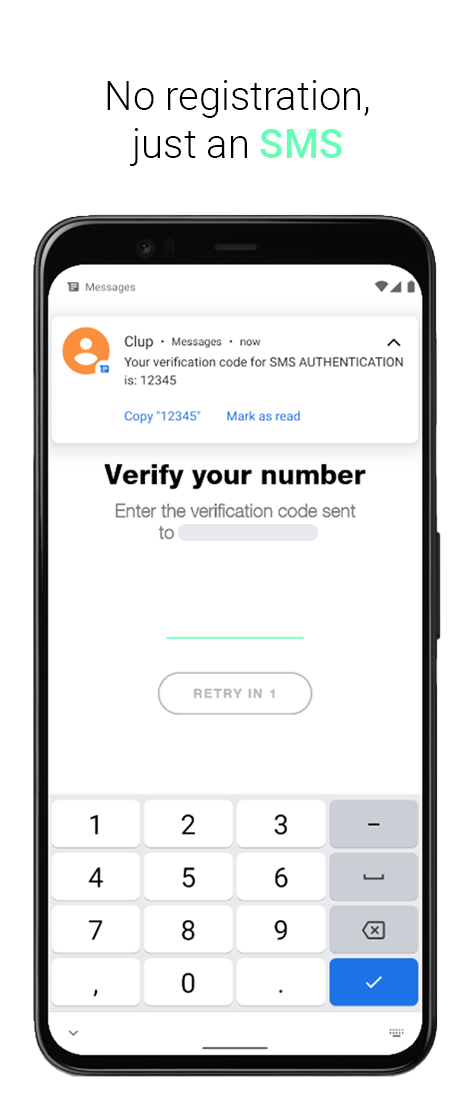 No registration,
just an SMS
Messages
Clup • Messages • now
Your verification code for SMS AUTHENTICATION
is: 12345
Copy "12345" Mark as read
Verify your number
Enter the verification code sent
to
RETRY IN 1
1 2 3 –
4 5 6
7 8 9
, 0 .